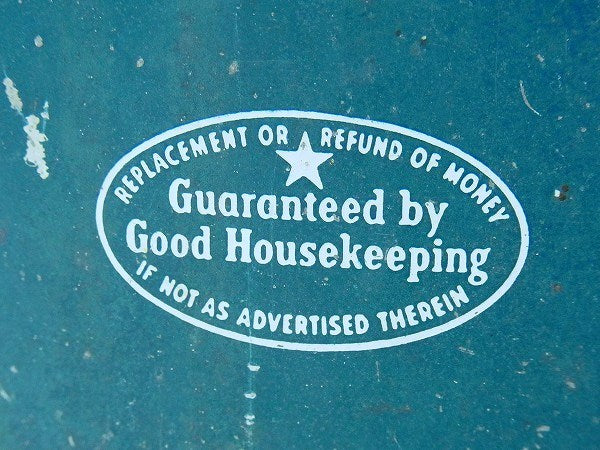 REPLACEMENT OR REFUND OF MONEY
Guaranteed by
Good Housekeeping
IF NOT AS ADVERTISED THEREIN